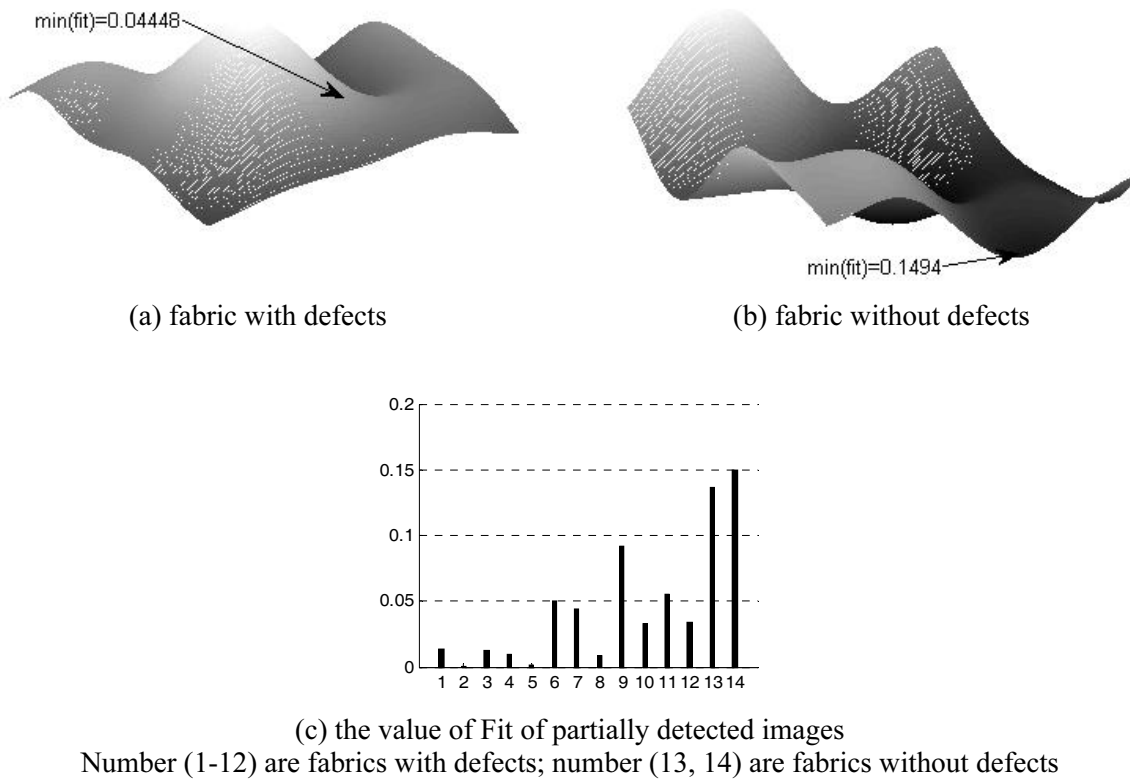 min(fit)=0.04448
min(fit)=0.1494
(a) fabric with defects
(b) fabric without defects
0.2
0.15
0.1
0.05
0
1 2 3 4 5 6 7 8 9 10 11 12 13 14
(c) the value of Fit of partially detected images
Number (1-12) are fabrics with defects; number (13, 14) are fabrics without defects